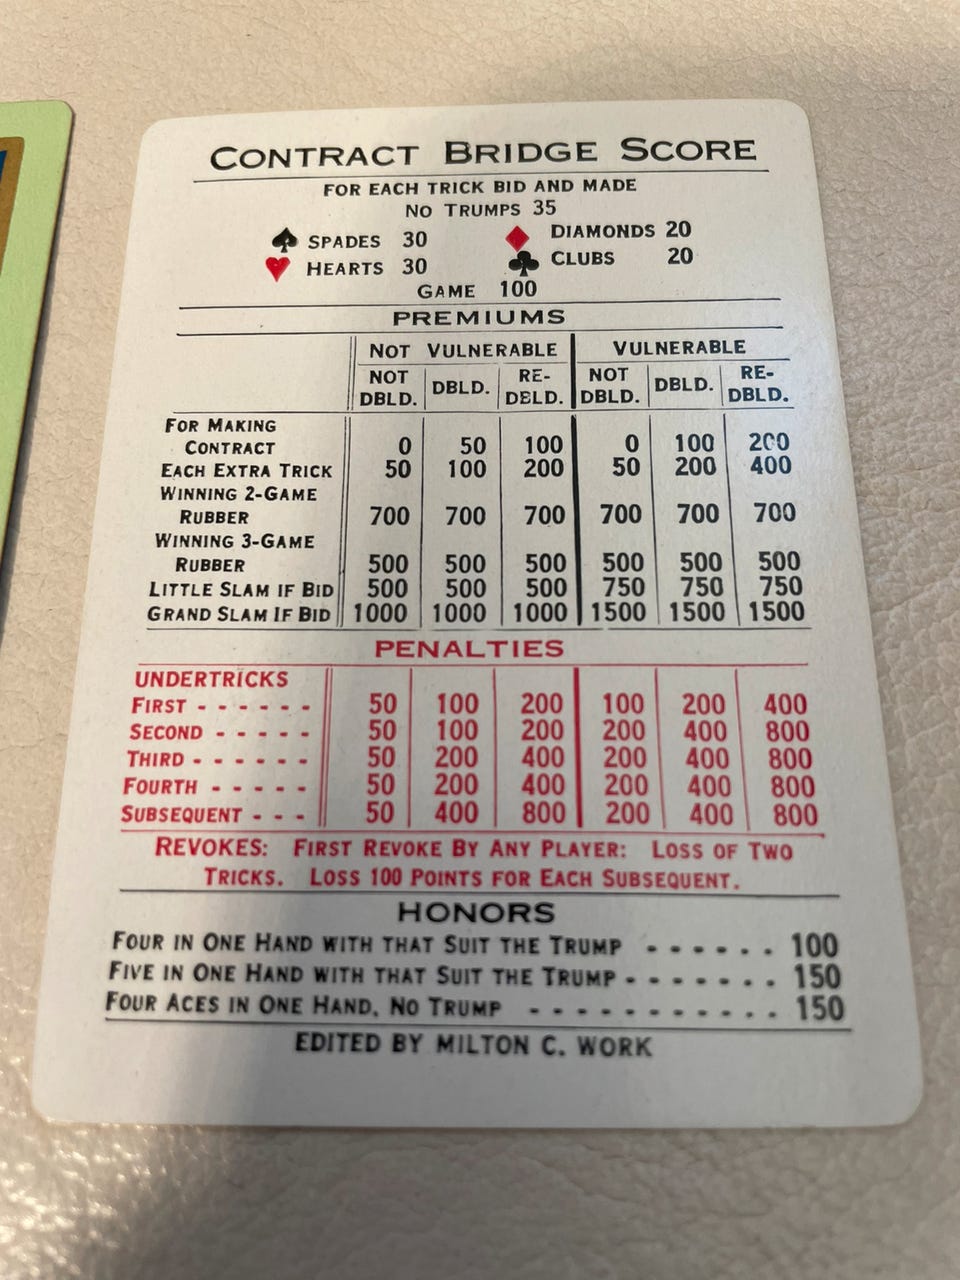 CONTRACT BRIDGE SCORE
FOR EACH TRICK BID AND MADE
NO TRUMPS 35
SPADES 30 DIAMONDS 20
HEARTS 30 CLUBS 20
GAME 100
PREMIUMS
NOT VULNERABLE VULNERABLE
NOT DBLD. DBLD. RE-DBLD. NOT DBLD. DBLD. RE-DBLD.
FOR MAKING
CONTRACT 0 50 100 0 100 200
EACH EXTRA TRICK 50 100 200 50 200 400
WINNING 2-GAME
RUBBER 700 700 700 700 700 700
WINNING 3-GAME
RUBBER 500 500 500 500 500 500
LITTLE SLAM IF BID 500 500 500 750 750 750
GRAND SLAM IF BID 1000 1000 1000 1500 1500 1500
PENALTIES
UNDERTRICKS
FIRST - - - - - - 50 100 200 100 200 400
SECOND - - - - - 50 100 200 200 400 800
THIRD - - - - - - 50 200 400 200 400 800
FOURTH - - - - - 50 200 400 200 400 800
SUBSEQUENT - - - 50 400 800 200 400 800
REVOKES: FIRST REVOKE BY ANY PLAYER: LOSS OF TWO
TRICKS. LOSS 100 POINTS FOR EACH SUBSEQUENT.
HONORS
FOUR IN ONE HAND WITH THAT SUIT THE TRUMP - - - - - - 100
FIVE IN ONE HAND WITH THAT SUIT THE TRUMP - - - - - - - 150
FOUR ACES IN ONE HAND, NO TRUMP - - - - - - - - - - - 150
EDITED BY MILTON C. WORK